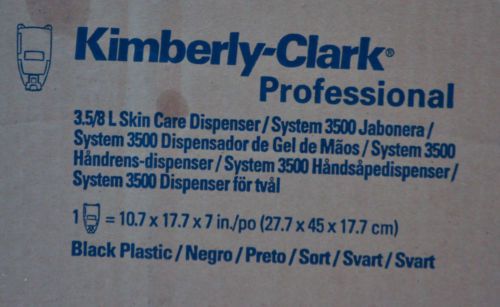 Kimberly-Clark®
Professional
3.5/8 L Skin Care Dispenser / System 3500 Jabonera /
System 3500 Dispensador de Gel de Mãos / System 3500
Håndrens-dispenser / System 3500 Håndsåpedispenser /
System 3500 Dispenser för tvål
1 = 10.7 x 17.7 x 7 in./po (27.7 x 45 x 17.7 cm)
Black Plastic / Negro / Preto / Sort / Svart / Svart